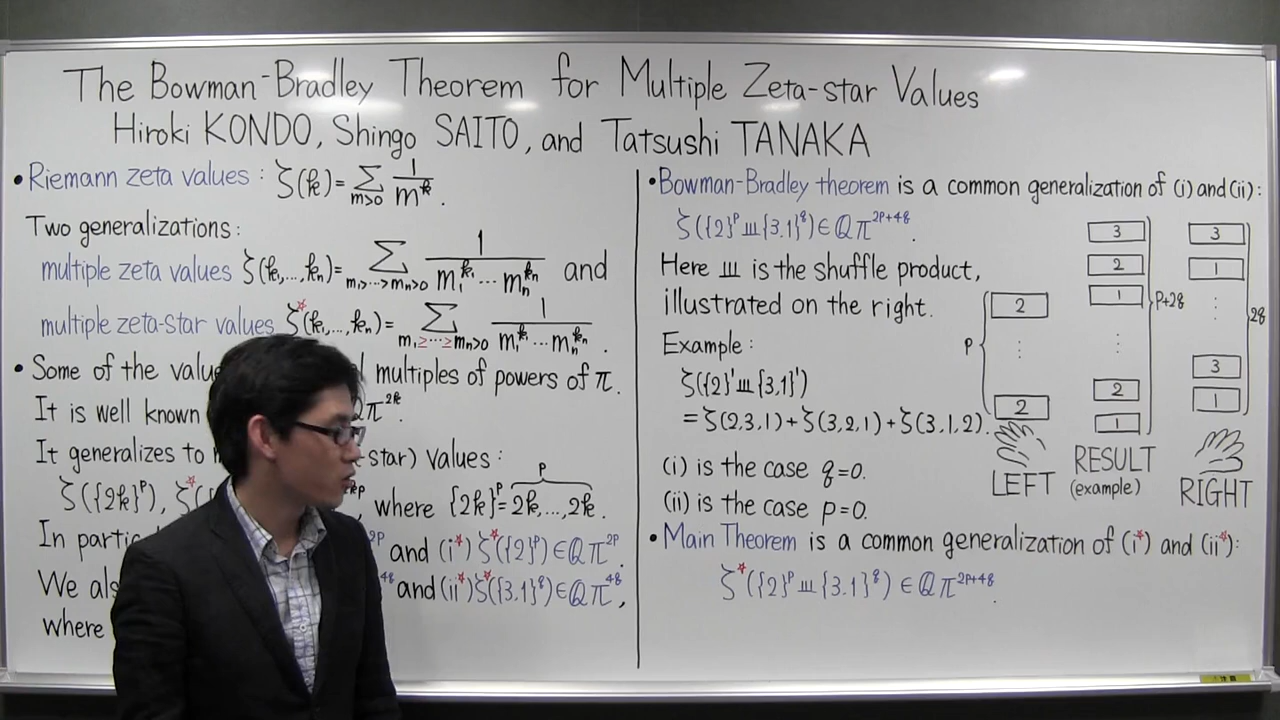 The Bowman-Bradley Theorem for Multiple Zeta-star Values
Hiroki KONDO, Shingo SAITO, and Tatsushi TANAKA
• Riemann zeta values : ζ(k) = Σ_{m>0} 1/m^k .
Two generalizations:
multiple zeta values ζ(k₁,...,kₙ) = Σ_{m₁>...>mₙ>0} 1/(m₁^{k₁}...mₙ^{kₙ}) and
multiple zeta-star values ζ*(k₁,...,kₙ) = Σ_{m₁≥...≥mₙ>0} 1/(m₁^{k₁}...mₙ^{kₙ}) .
• Some of the multiples of powers of π.
It is well known π^{2k}.
It generalizes to -star) values :
ζ({2k}^p), ζ* , where {2k}^p = 2k,...,2k.
p
In and (i*) ζ*({2}^p) ∈ ℚπ^{2p}.
We and (ii*) ζ*({3,1}^q) ∈ ℚπ^{4q},
where
• Bowman-Bradley theorem is a common generalization of (i) and (ii) :
ζ({2}^p ш {3,1}^q) ∈ ℚπ^{2p+4q}.
Here ш is the shuffle product,
illustrated on the right.
Example :
ζ({2}¹ ш {3,1}¹)
= ζ(2,3,1) + ζ(3,2,1) + ζ(3,1,2).
(i) is the case q=0.
(ii) is the case p=0.
p
2
⋮
2
LEFT
3
2
1
⋮
2
1
p+2q
RESULT
(example)
3
1
⋮
3
1
2q
RIGHT
• Main Theorem is a common generalization of (i*) and (ii*) :
ζ*({2}^p ш {3,1}^q) ∈ ℚπ^{2p+4q}.